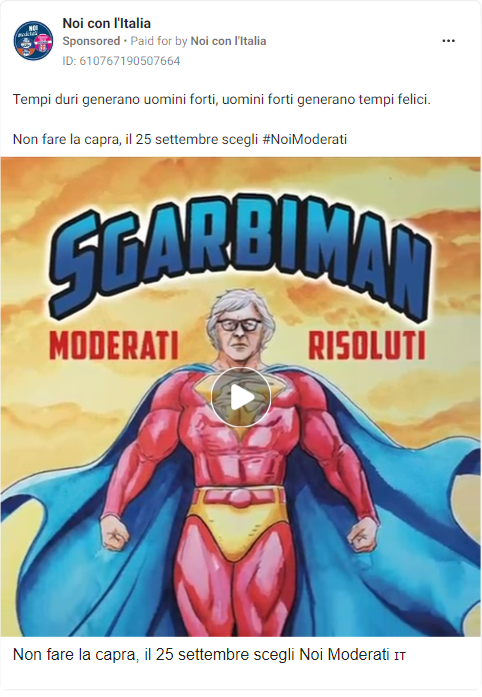 Noi con l'Italia
Sponsored • Paid for by Noi con l'Italia
ID: 610767190507664
Tempi duri generano uomini forti, uomini forti generano tempi felici.
Non fare la capra, il 25 settembre scegli #NoiModerati
SGARBIMAN
MODERATI RISOLUTI
Non fare la capra, il 25 settembre scegli Noi Moderati ɪᴛ